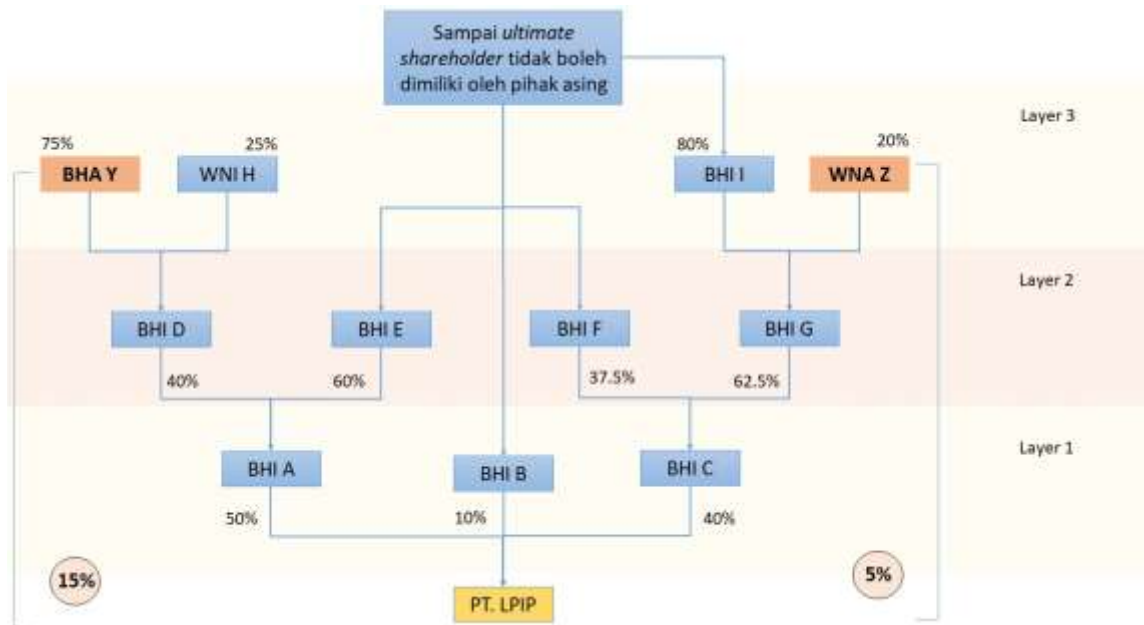 Sampai ultimate
shareholder tidak boleh
dimiliki oleh pihak asing
Layer 3
75%
25%
80%
20%
BHA Y
WNI H
BHI I
WNA Z
Layer 2
BHI D
BHI E
BHI F
BHI G
40%
60%
37.5%
62.5%
Layer 1
BHI A
BHI B
BHI C
50%
10%
40%
15%
5%
PT. LPIP